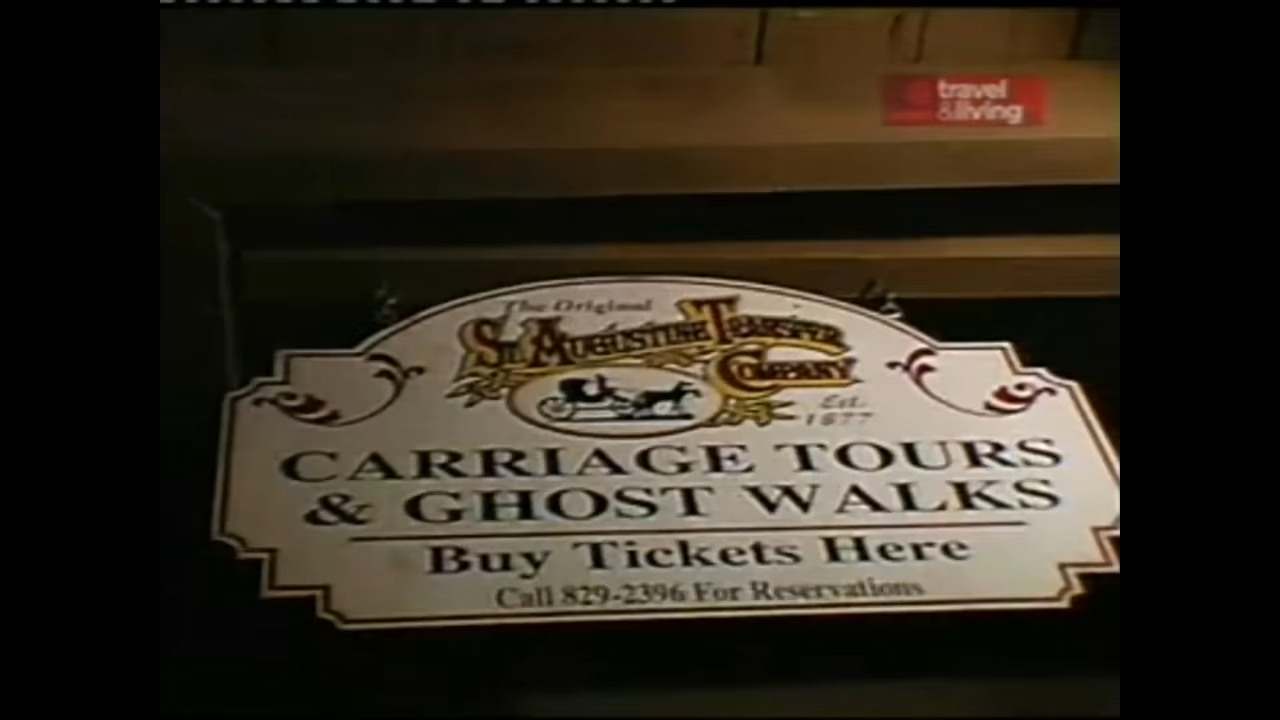 travel
&living
The Original
St. Augustine Transfer
Company
Est.
1877
CARRIAGE TOURS
& GHOST WALKS
Buy Tickets Here
Call 829-2396 For Reservations